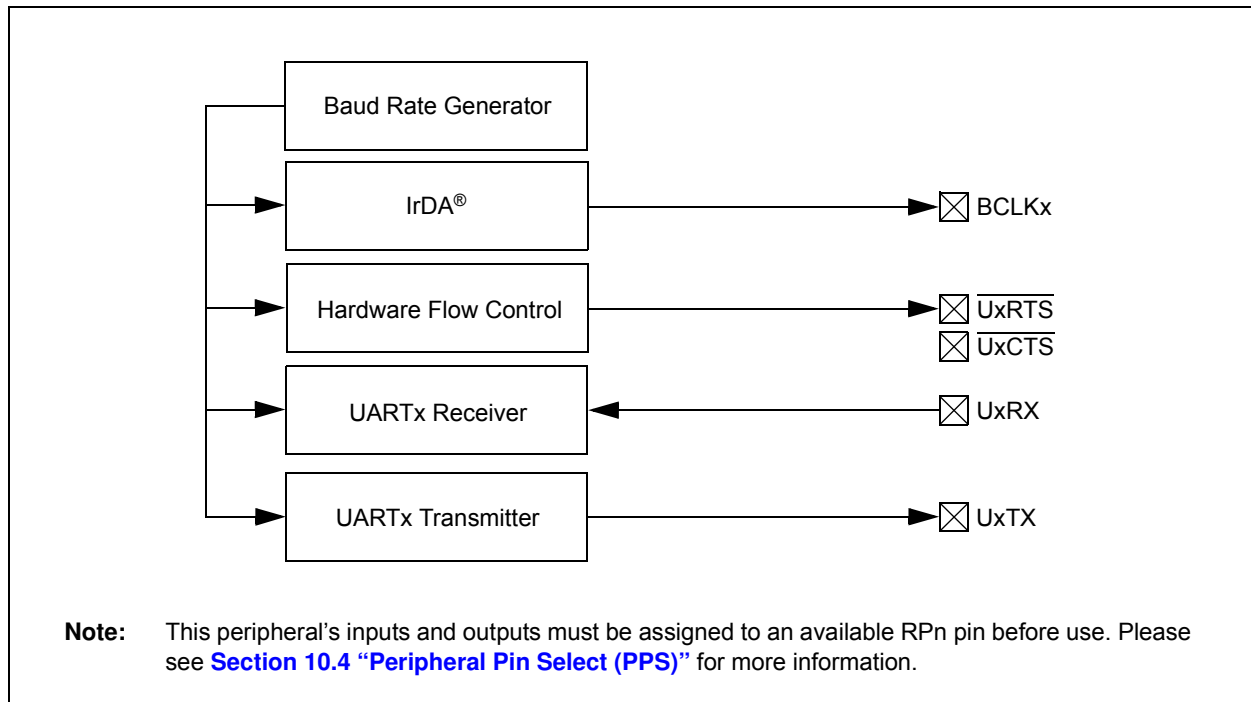 Baud Rate Generator
IrDA®
BCLKx
Hardware Flow Control
UxRTS
UxCTS
UARTx Receiver
UxRX
UARTx Transmitter
UxTX
Note: This peripheral’s inputs and outputs must be assigned to an available RPn pin before use. Please
see Section 10.4 “Peripheral Pin Select (PPS)” for more information.